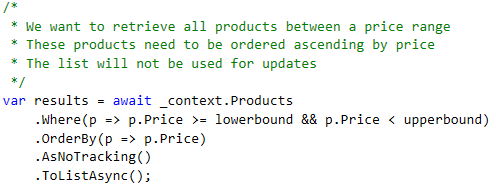 /*
 * We want to retrieve all products between a price range
 * These products need to be ordered ascending by price
 * The list will not be used for updates
 */
var results = await _context.Products
    .Where(p => p.Price >= lowerbound && p.Price < upperbound)
    .OrderBy(p => p.Price)
    .AsNoTracking()
    .ToListAsync();